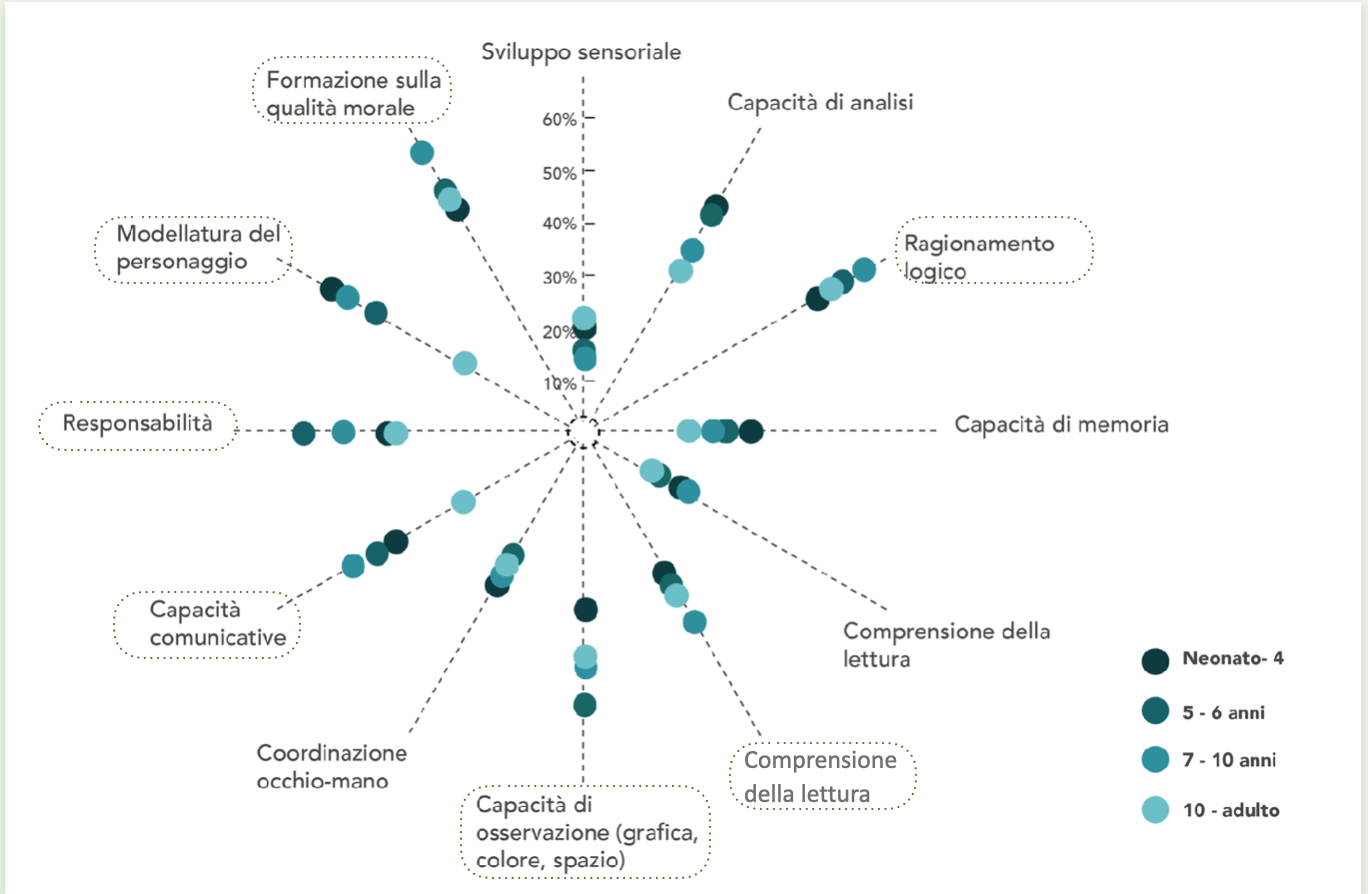 Sviluppo sensoriale
Formazione sulla
qualità morale
Capacità di analisi
60%
50%
40%
30%
20%
10%
Modellatura del
personaggio
Ragionamento
logico
Responsabilità
Capacità di memoria
Capacità
comunicative
Comprensione della
lettura
Coordinazione
occhio-mano
Comprensione
della lettura
Capacità di
osservazione (grafica,
colore, spazio)
Neonato- 4
5 - 6 anni
7 - 10 anni
10 - adulto